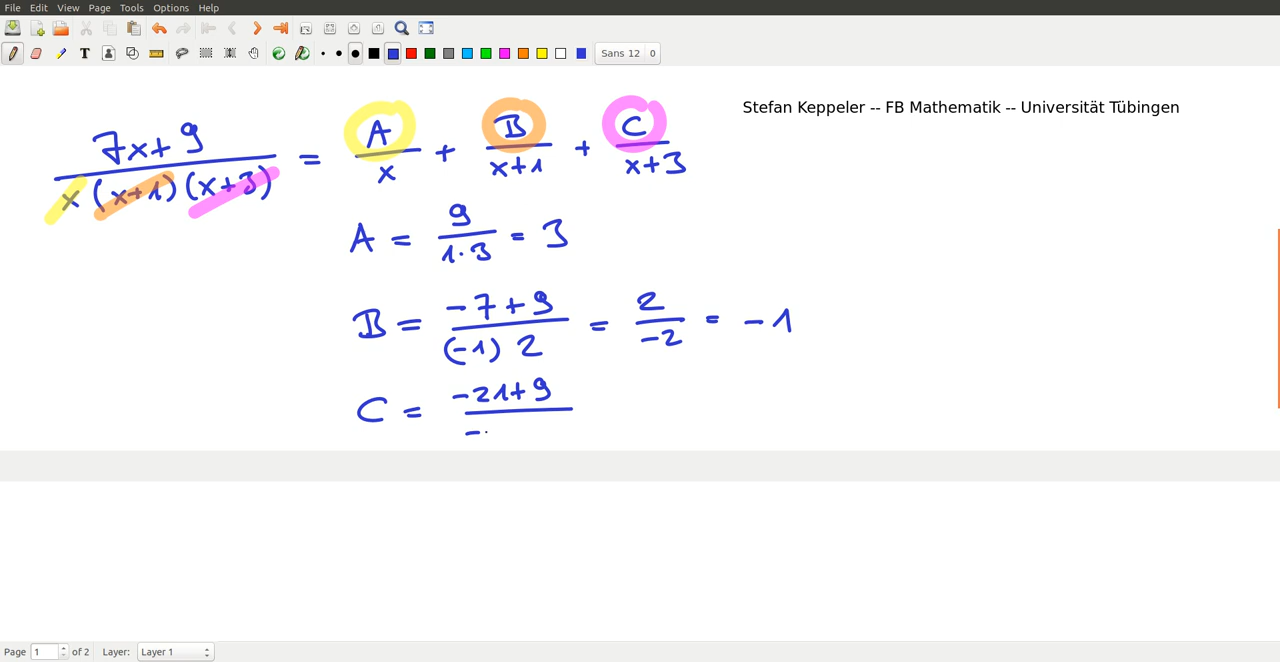 File Edit View Page Tools Options Help
T Sans 12 0
Stefan Keppeler -- FB Mathematik -- Universität Tübingen
7x+9 / x (x+1) (x+3) = A / x + B / x+1 + C / x+3
A = 9 / 1·3 = 3
B = -7+9 / (-1) 2 = 2 / -2 = -1
C = -21+9 / -
Page 1 of 2 Layer: Layer 1